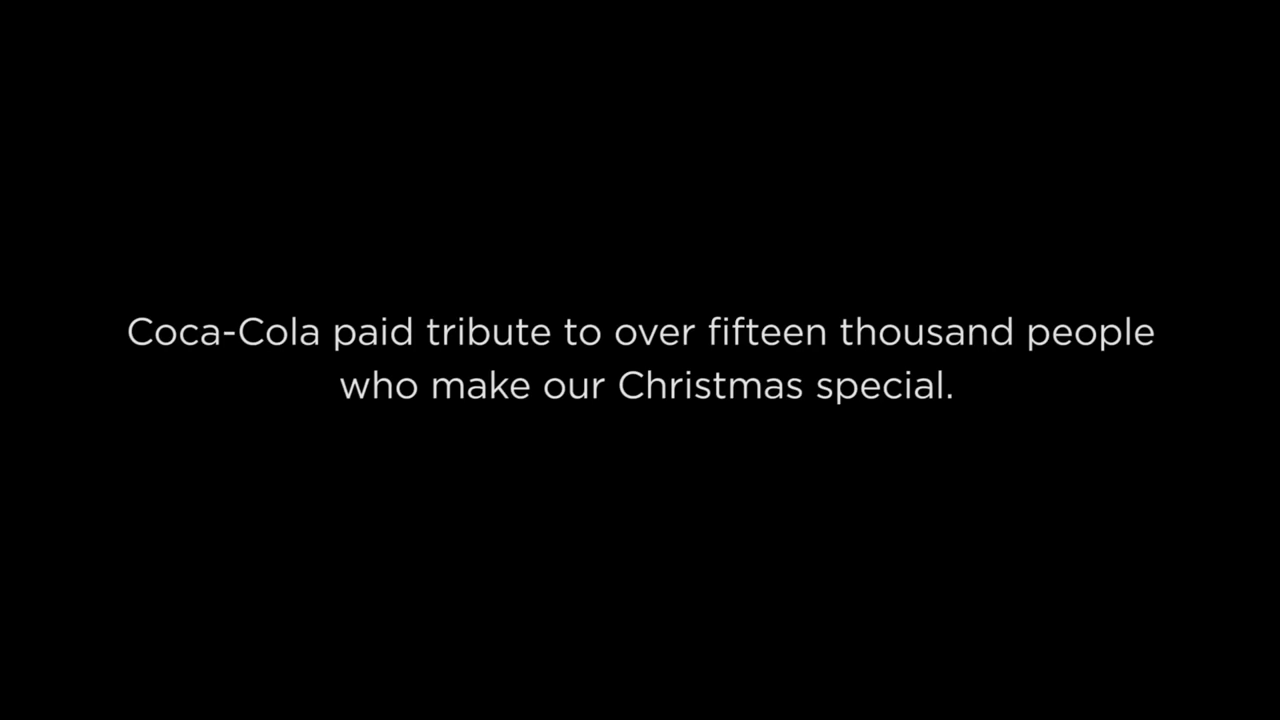 Coca-Cola paid tribute to over fifteen thousand people
who make our Christmas special.